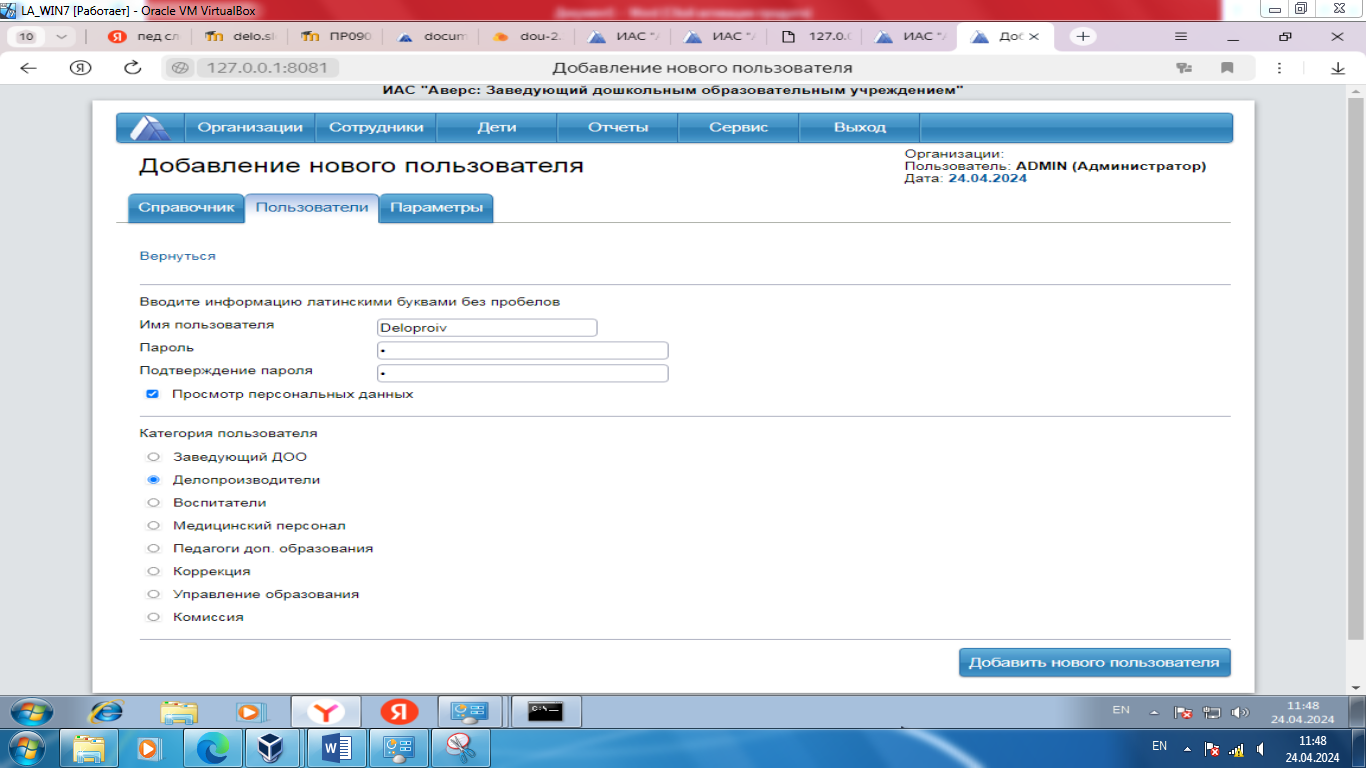 LA_WIN7 [Работает] - Oracle VM VirtualBox
10
пед сл
delo.sl
ПР090
docum
dou-2.
ИАС "А
ИАС "А
127.0.0
ИАС "А
Доб
127.0.0.1:8081
Добавление нового пользователя
ИАС "Аверс: Заведующий дошкольным образовательным учреждением"
Организации Сотрудники Дети Отчеты Сервис Выход
Добавление нового пользователя
Организации:
Пользователь: ADMIN (Администратор)
Дата: 24.04.2024
Справочник Пользователи Параметры
Вернуться
Вводите информацию латинскими буквами без пробелов
Имя пользователя Deloproiv
Пароль
Подтверждение пароля
Просмотр персональных данных
Категория пользователя
Заведующий ДОО
Делопроизводители
Воспитатели
Медицинский персонал
Педагоги доп. образования
Коррекция
Управление образования
Комиссия
Добавить нового пользователя
EN
11:48
24.04.2024
EN
11:48
24.04.2024